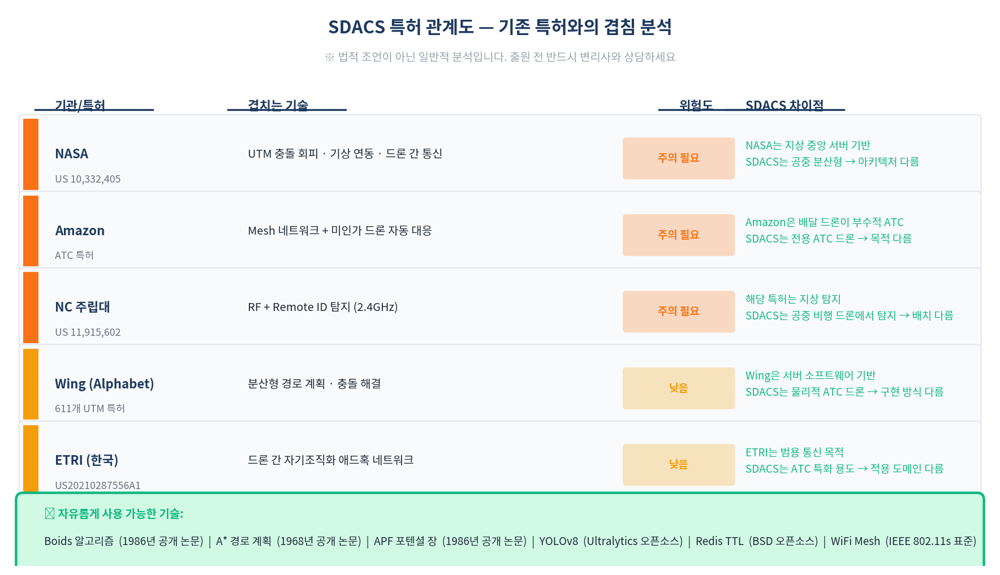 SDACS 특허 관계도 — 기존 특허와의 겹침 분석
※ 법적 조언이 아닌 일반적 분석입니다. 출원 전 반드시 변리사와 상담하세요
기관/특허 겹치는 기술 위험도 SDACS 차이점
NASA
US 10,332,405
UTM 충돌 회피 · 기상 연동 · 드론 간 통신
주의 필요
NASA는 지상 중앙 서버 기반
SDACS는 공중 분산형 → 아키텍처 다름
Amazon
ATC 특허
Mesh 네트워크 + 미인가 드론 자동 대응
주의 필요
Amazon은 배달 드론이 부수적 ATC
SDACS는 전용 ATC 드론 → 목적 다름
NC 주립대
US 11,915,602
RF + Remote ID 탐지 (2.4GHz)
주의 필요
해당 특허는 지상 탐지
SDACS는 공중 비행 드론에서 탐지 → 배치 다름
Wing (Alphabet)
611개 UTM 특허
분산형 경로 계획 · 충돌 해결
낮음
Wing은 서버 소프트웨어 기반
SDACS는 물리적 ATC 드론 → 구현 방식 다름
ETRI (한국)
US20210287556A1
드론 간 자기조직화 애드혹 네트워크
낮음
ETRI는 범용 통신 목적
SDACS는 ATC 특화 용도 → 적용 도메인 다름
자유롭게 사용 가능한 기술:
Boids 알고리즘 (1986년 공개 논문) | A* 경로 계획 (1968년 공개 논문) | APF 포텐셜 장 (1986년 공개 논문) | YOLOv8 (Ultralytics 오픈소스) | Redis TTL (BSD 오픈소스) | WiFi Mesh (IEEE 802.11s 표준)